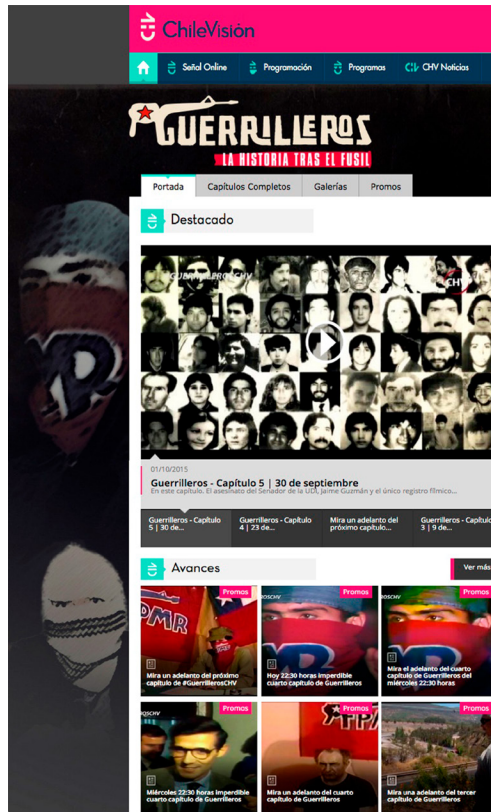 ChileVisión
Señal Online
Programación
Programas
CHV Noticias
GUERRILLEROS
LA HISTORIA TRAS EL FUSIL
Portada
Capítulos Completos
Galerías
Promos
Destacado
#GUERRILLEROSCHV
CHV
01/10/2015
Guerrilleros - Capítulo 5 | 30 de septiembre
En este capítulo. El asesinato del Senador de la UDI, Jaime Guzmán y el único registro fílmico...
Guerrilleros - Capítulo
5 | 30 de...
Guerrilleros - Capítulo
4 | 23 de...
Mira un adelanto del
próximo capítulo...
Guerrilleros - Capítulo
3 | 9 de...
Avances
Ver más
Promos
Mira un adelanto del próximo
capítulo de #GuerrillerosCHV
Promos
Hoy 22:30 horas imperdible
cuarto capítulo de Guerrilleros
Promos
Mira el adelanto del cuarto
capítulo de Guerrilleros del
miércoles 22:30 horas
Promos
Miércoles 22:30 horas imperdible
cuarto capítulo de Guerrilleros
Promos
Mira un adelanto del cuarto
capítulo de Guerrilleros
Promos
Mira una adelanto del tercer
capítulo de Guerrilleros